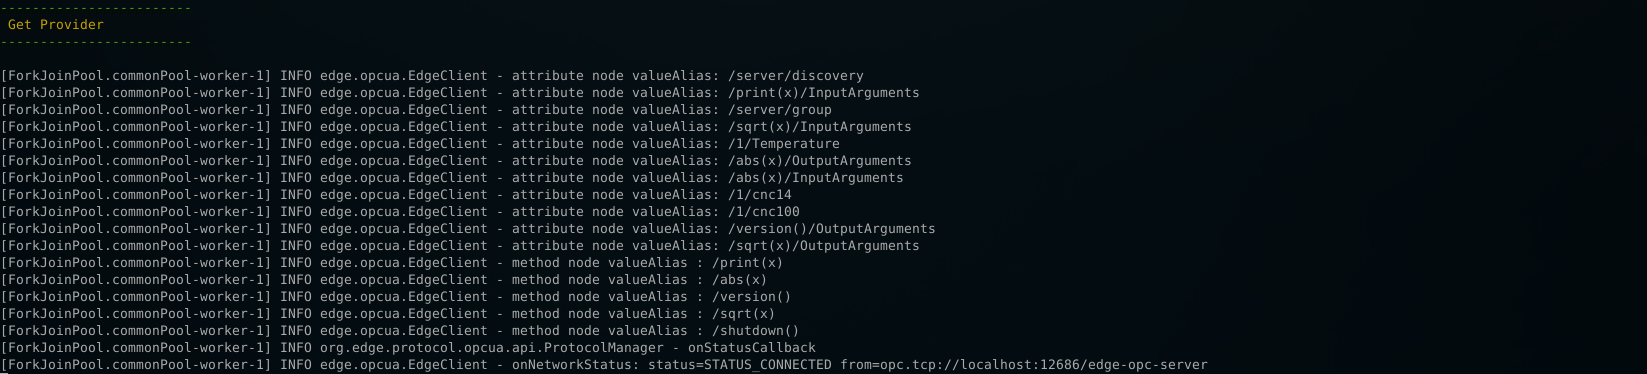 ------------------------
Get Provider
------------------------
[ForkJoinPool.commonPool-worker-1] INFO edge.opcua.EdgeClient - attribute node valueAlias: /server/discovery
[ForkJoinPool.commonPool-worker-1] INFO edge.opcua.EdgeClient - attribute node valueAlias: /print(x)/InputArguments
[ForkJoinPool.commonPool-worker-1] INFO edge.opcua.EdgeClient - attribute node valueAlias: /server/group
[ForkJoinPool.commonPool-worker-1] INFO edge.opcua.EdgeClient - attribute node valueAlias: /sqrt(x)/InputArguments
[ForkJoinPool.commonPool-worker-1] INFO edge.opcua.EdgeClient - attribute node valueAlias: /1/Temperature
[ForkJoinPool.commonPool-worker-1] INFO edge.opcua.EdgeClient - attribute node valueAlias: /abs(x)/OutputArguments
[ForkJoinPool.commonPool-worker-1] INFO edge.opcua.EdgeClient - attribute node valueAlias: /abs(x)/InputArguments
[ForkJoinPool.commonPool-worker-1] INFO edge.opcua.EdgeClient - attribute node valueAlias: /1/cnc14
[ForkJoinPool.commonPool-worker-1] INFO edge.opcua.EdgeClient - attribute node valueAlias: /1/cnc100
[ForkJoinPool.commonPool-worker-1] INFO edge.opcua.EdgeClient - attribute node valueAlias: /version()/OutputArguments
[ForkJoinPool.commonPool-worker-1] INFO edge.opcua.EdgeClient - attribute node valueAlias: /sqrt(x)/OutputArguments
[ForkJoinPool.commonPool-worker-1] INFO edge.opcua.EdgeClient - method node valueAlias : /print(x)
[ForkJoinPool.commonPool-worker-1] INFO edge.opcua.EdgeClient - method node valueAlias : /abs(x)
[ForkJoinPool.commonPool-worker-1] INFO edge.opcua.EdgeClient - method node valueAlias : /version()
[ForkJoinPool.commonPool-worker-1] INFO edge.opcua.EdgeClient - method node valueAlias : /sqrt(x)
[ForkJoinPool.commonPool-worker-1] INFO edge.opcua.EdgeClient - method node valueAlias : /shutdown()
[ForkJoinPool.commonPool-worker-1] INFO org.edge.protocol.opcua.api.ProtocolManager - onStatusCallback
[ForkJoinPool.commonPool-worker-1] INFO edge.opcua.EdgeClient - onNetworkStatus: status=STATUS_CONNECTED from=opc.tcp://localhost:12686/edge-opc-server